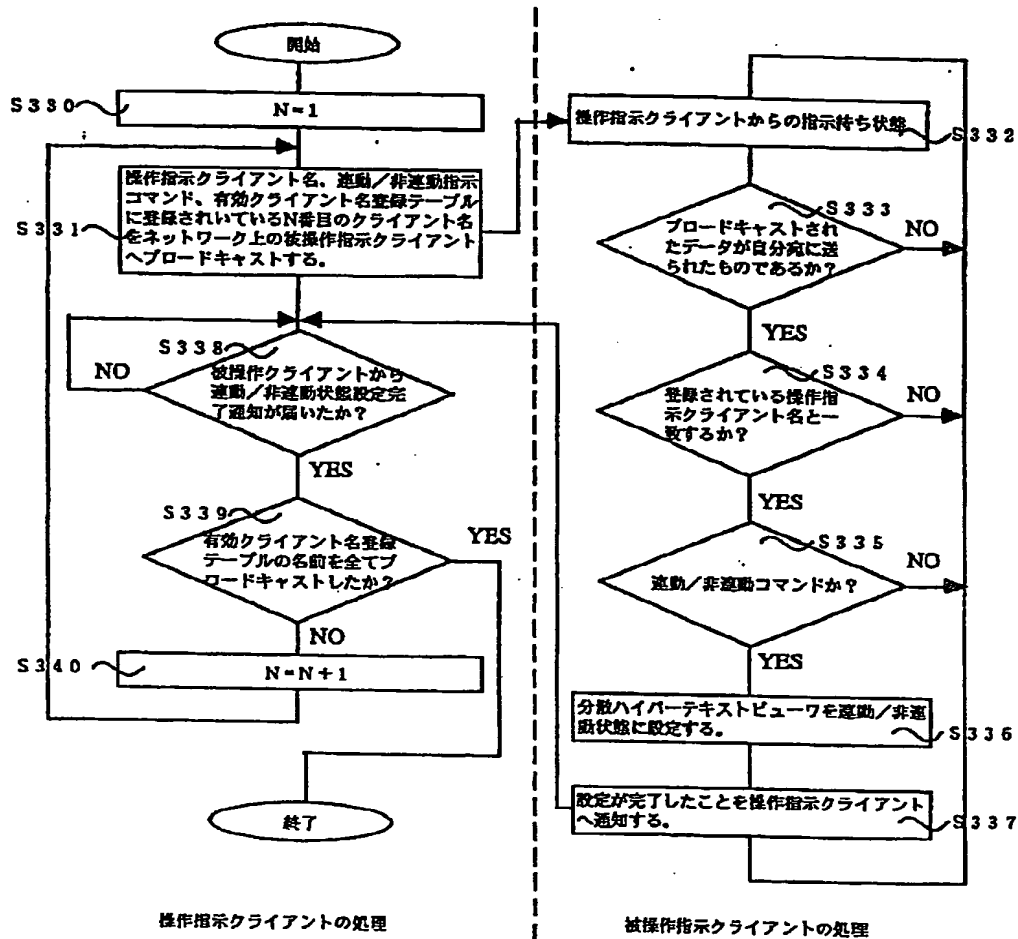 開始
S330
N=1
S331
操作指示クライアント名、連動/非連動指示
コマンド、有効クライアント名登録テーブル
に登録されいているN番目のクライアント名
をネットワーク上の被操作指示クライアント
へブロードキャストする。
S338
被操作クライアントから
連動/非連動状態設定完
了通知が届いたか?
NO
YES
S339
有効クライアント名登録
テーブルの名前を全てブ
ロードキャストしたか?
YES
NO
S340
N=N+1
終了
操作指示クライアントの処理
操作指示クライアントからの指示待ち状態
S332
S333
ブロードキャストされ
たデータが自分宛に送
られたものであるか?
NO
YES
S334
登録されている操作指
示クライアント名と一
致するか?
NO
YES
S335
連動/非連動コマンドか?
NO
YES
分散ハイパーテキストビューワを連動/非連
動状態に設定する。
S336
設定が完了したことを操作指示クライアント
へ通知する。
S337
被操作指示クライアントの処理